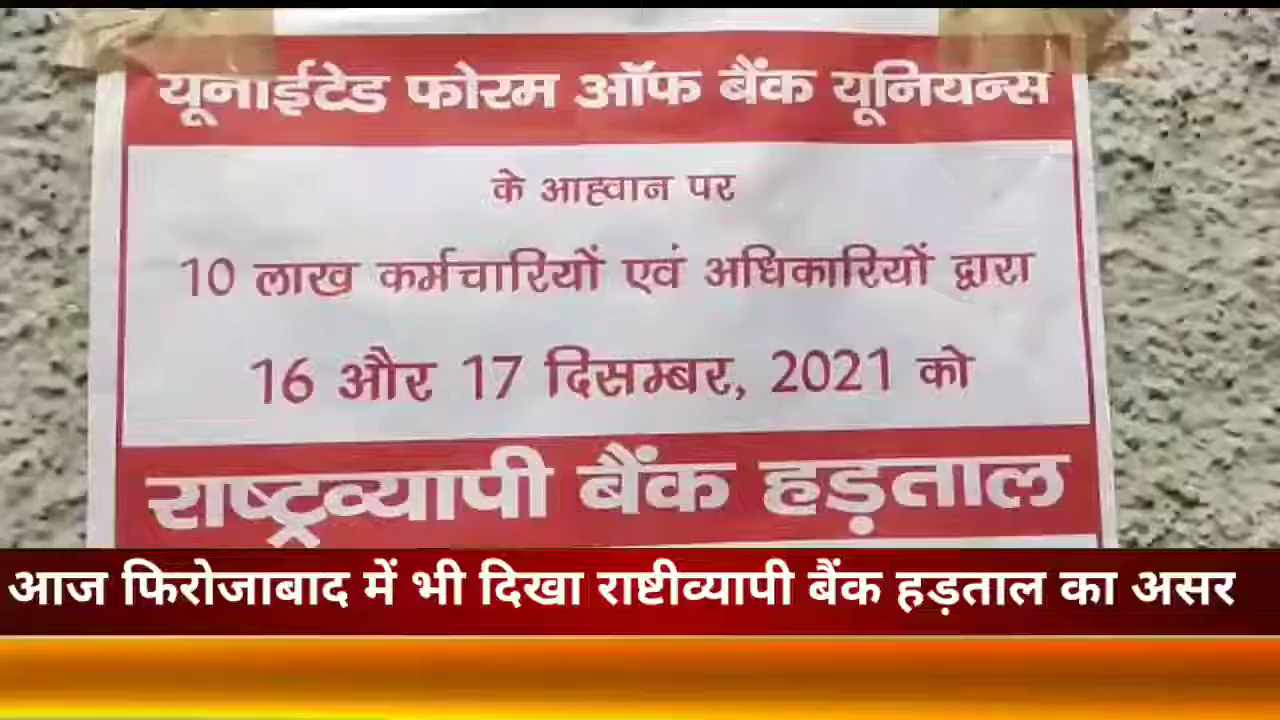 यूनाईटेड फोरम ऑफ बैंक यूनियन्स
के आह्वान पर
10 लाख कर्मचारियों एवं अधिकारियों द्वारा
16 और 17 दिसम्बर, 2021 को
राष्ट्रव्यापी बैंक हड़ताल
आज फिरोजाबाद में भी दिखा राष्टीव्यापी बैंक हड़ताल का असर